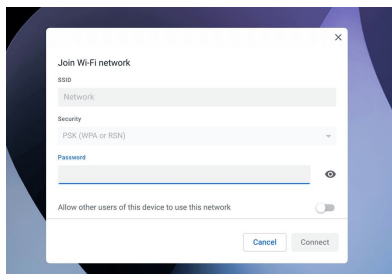 Join Wi-Fi network
SSID
Network
Security
PSK (WPA or RSN)
Password
Allow other users of this device to use this network
Cancel
Connect